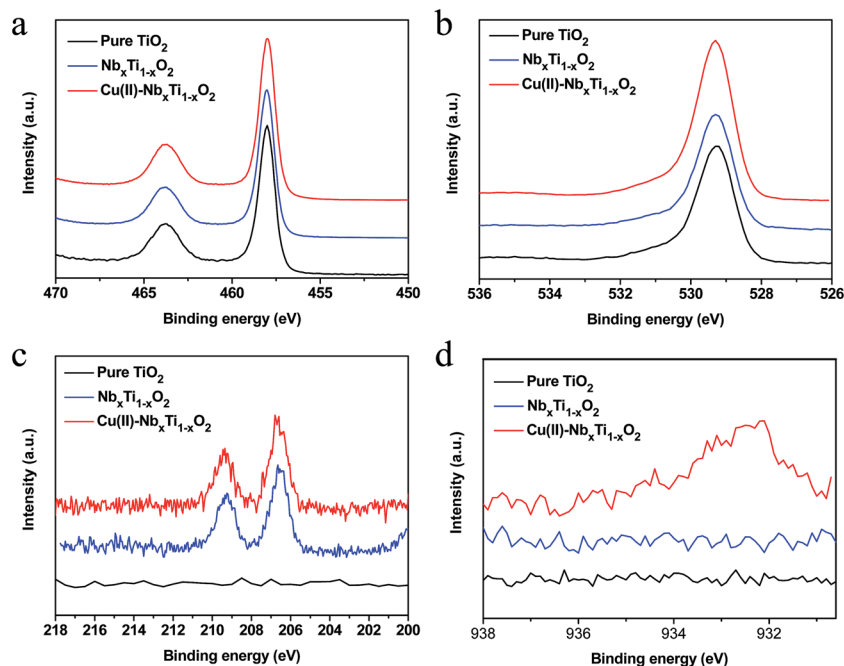 a
Pure TiO₂
NbₓTi₁₋ₓO₂
Cu(II)-NbₓTi₁₋ₓO₂
Intensity (a.u.)
470 465 460 455 450
Binding energy (eV)
b
Pure TiO₂
NbₓTi₁₋ₓO₂
Cu(II)-NbₓTi₁₋ₓO₂
Intensity (a.u.)
536 534 532 530 528 526
Binding energy (eV)
c
Pure TiO₂
NbₓTi₁₋ₓO₂
Cu(II)-NbₓTi₁₋ₓO₂
Intensity (a.u.)
218 216 214 212 210 208 206 204 202 200
Binding energy (eV)
d
Pure TiO₂
NbₓTi₁₋ₓO₂
Cu(II)-NbₓTi₁₋ₓO₂
Intensity (a.u.)
938 936 934 932
Binding energy (eV)